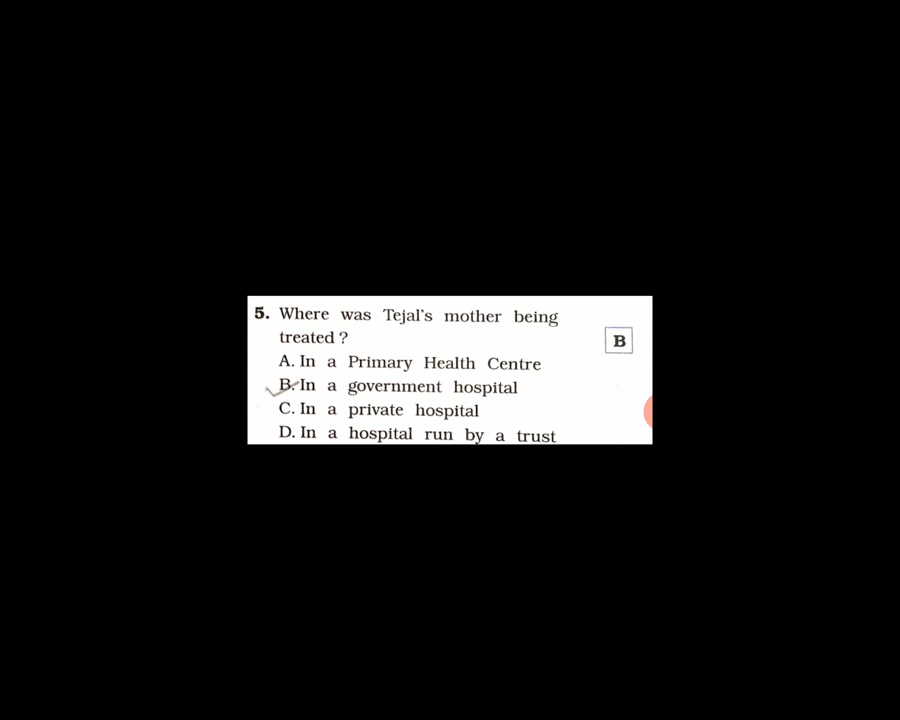 5. Where was Tejal's mother being
treated ?
B
A. In a Primary Health Centre
B. In a government hospital
C. In a private hospital
D. In a hospital run by a trust